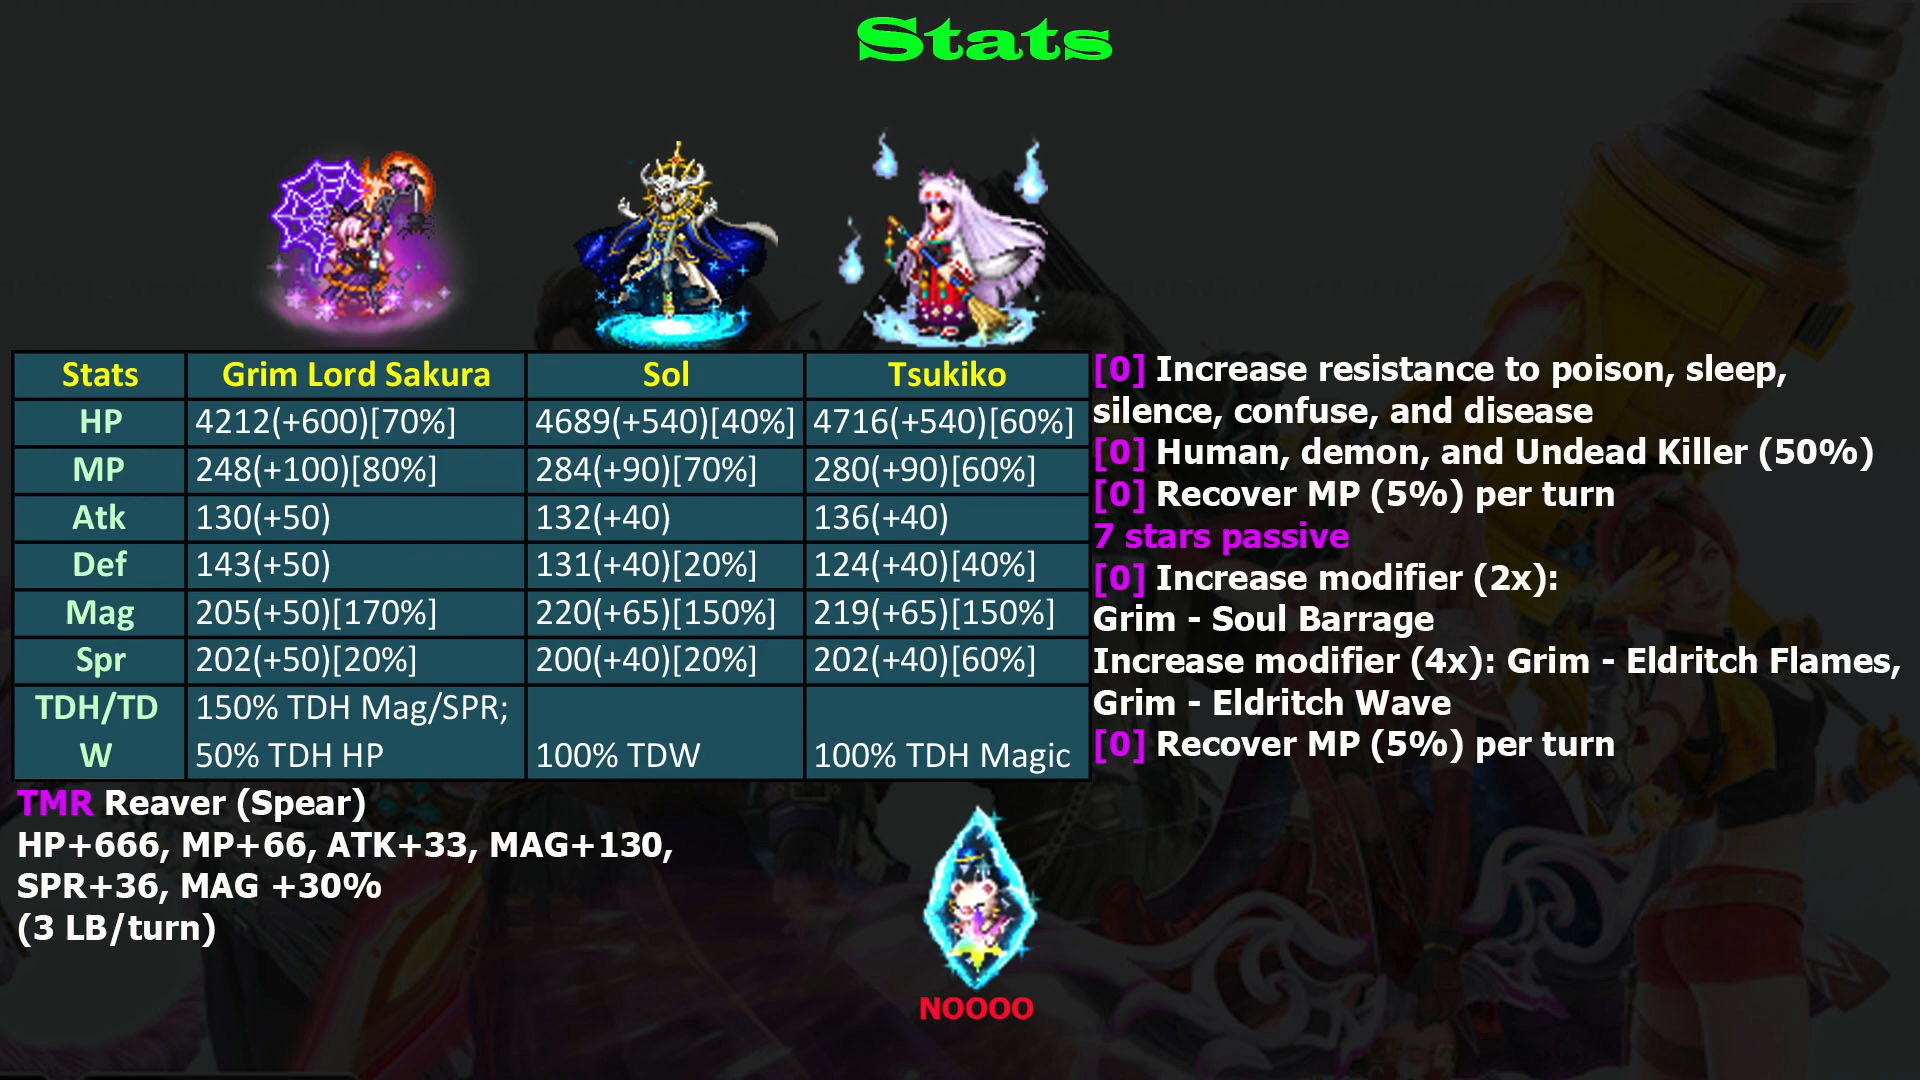 Stats
Stats Grim Lord Sakura Sol Tsukiko
HP 4212(+600)[70%] 4689(+540)[40%] 4716(+540)[60%]
MP 248(+100)[80%] 284(+90)[70%] 280(+90)[60%]
Atk 130(+50) 132(+40) 136(+40)
Def 143(+50) 131(+40)[20%] 124(+40)[40%]
Mag 205(+50)[170%] 220(+65)[150%] 219(+65)[150%]
Spr 202(+50)[20%] 200(+40)[20%] 202(+40)[60%]
TDH/TD 150% TDH Mag/SPR;
W 50% TDH HP 100% TDW 100% TDH Magic
[0] Increase resistance to poison, sleep,
silence, confuse, and disease
[0] Human, demon, and Undead Killer (50%)
[0] Recover MP (5%) per turn
7 stars passive
[0] Increase modifier (2x):
Grim - Soul Barrage
Increase modifier (4x): Grim - Eldritch Flames,
Grim - Eldritch Wave
[0] Recover MP (5%) per turn
TMR Reaver (Spear)
HP+666, MP+66, ATK+33, MAG+130,
SPR+36, MAG +30%
(3 LB/turn)
NOOOO